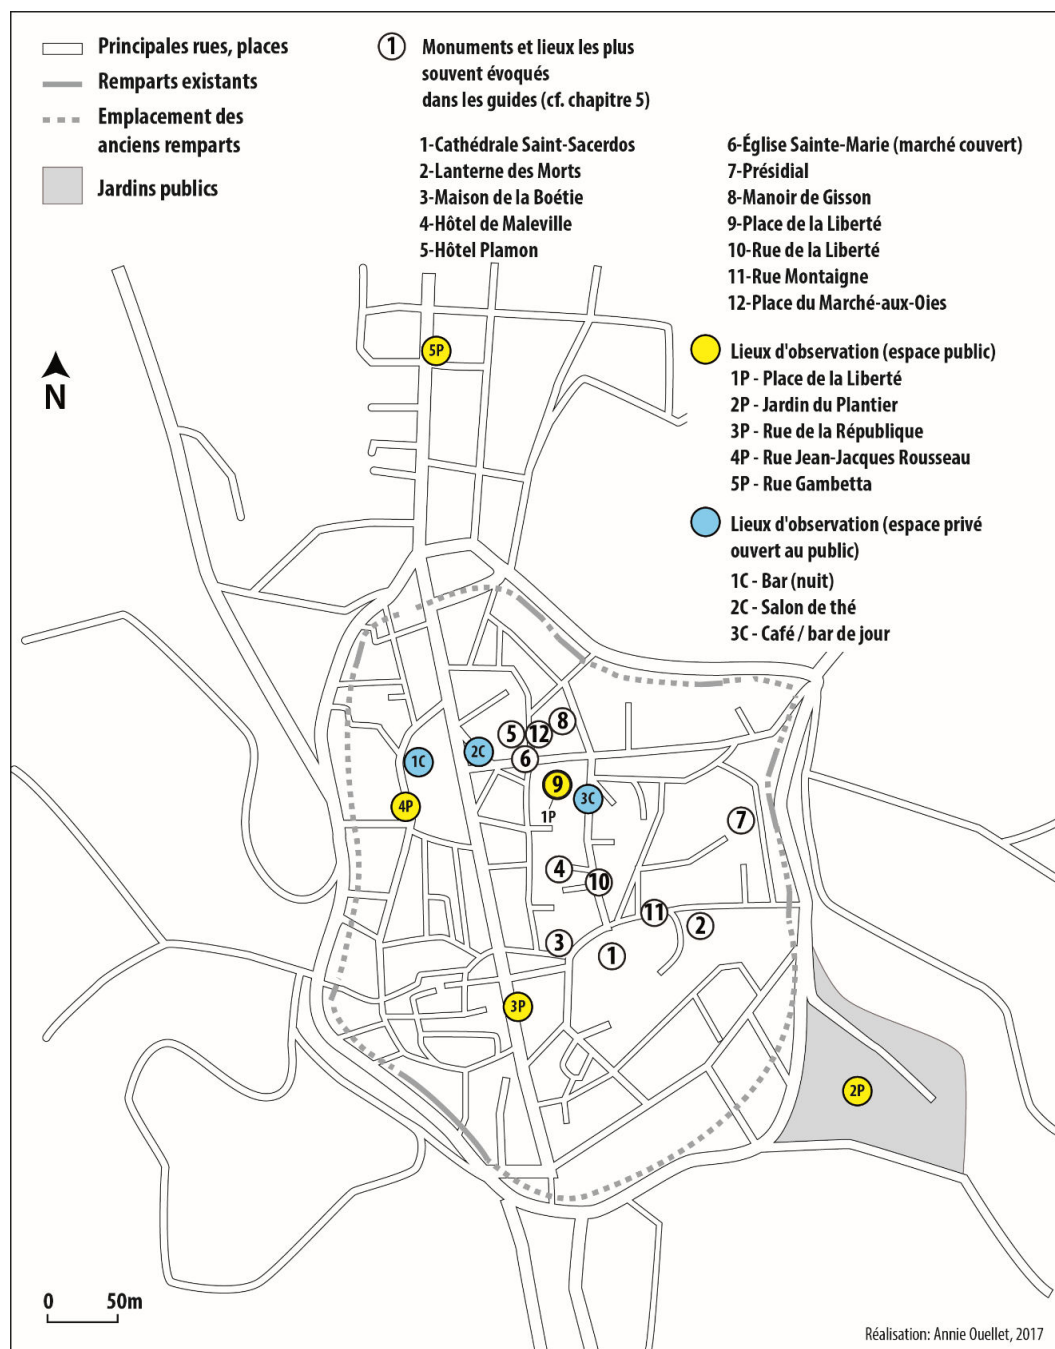 Principales rues, places
Remparts existants
Emplacement des
anciens remparts
Jardins publics
1
Monuments et lieux les plus
souvent évoqués
dans les guides (cf. chapitre 5)
1-Cathédrale Saint-Sacerdos
2-Lanterne des Morts
3-Maison de la Boétie
4-Hôtel de Maleville
5-Hôtel Plamon
6-Église Sainte-Marie (marché couvert)
7-Présidial
8-Manoir de Gisson
9-Place de la Liberté
10-Rue de la Liberté
11-Rue Montaigne
12-Place du Marché-aux-Oies
Lieux d'observation (espace public)
1P - Place de la Liberté
2P - Jardin du Plantier
3P - Rue de la République
4P - Rue Jean-Jacques Rousseau
5P - Rue Gambetta
Lieux d'observation (espace privé
ouvert au public)
1C - Bar (nuit)
2C - Salon de thé
3C - Café / bar de jour
N
5P
8
5
12
2C
6
1C
9
3C
4P
1P
7
4
10
11
2
3
1
3P
2P
0
50m
Réalisation: Annie Ouellet, 2017